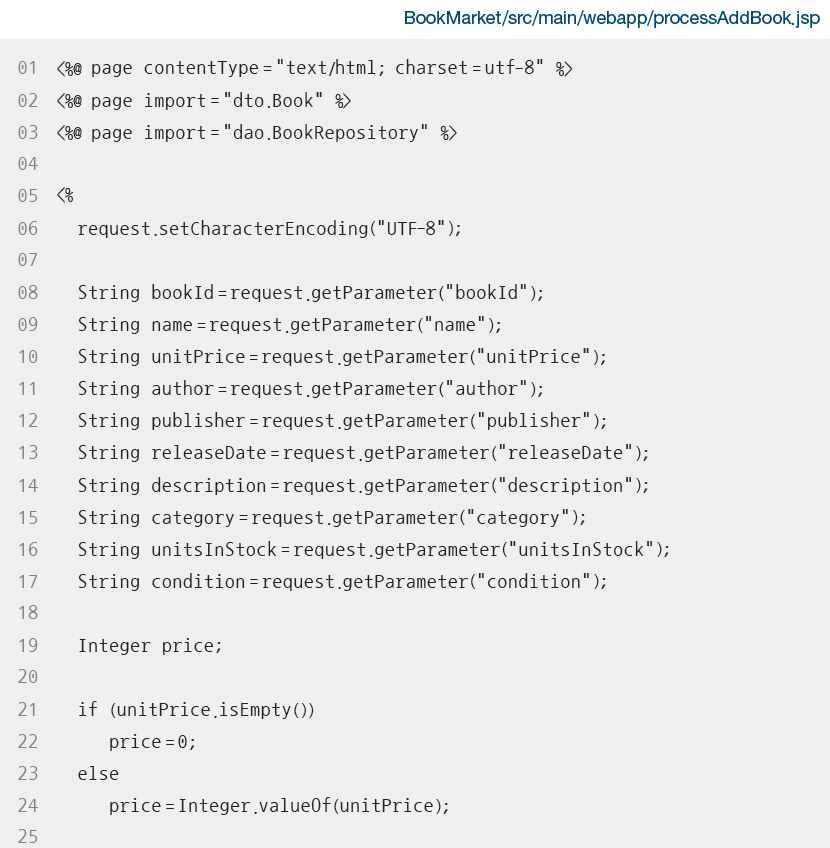 BookMarket/src/main/webapp/processAddBook.jsp
01 <%@ page contentType="text/html; charset=utf-8" %>
02 <%@ page import="dto.Book" %>
03 <%@ page import="dao.BookRepository" %>
04
05 <%
06 request.setCharacterEncoding("UTF-8");
07
08 String bookId=request.getParameter("bookId");
09 String name=request.getParameter("name");
10 String unitPrice=request.getParameter("unitPrice");
11 String author=request.getParameter("author");
12 String publisher=request.getParameter("publisher");
13 String releaseDate=request.getParameter("releaseDate");
14 String description=request.getParameter("description");
15 String category=request.getParameter("category");
16 String unitsInStock=request.getParameter("unitsInStock");
17 String condition=request.getParameter("condition");
18
19 Integer price;
20
21 if (unitPrice.isEmpty())
22 price=0;
23 else
24 price=Integer.valueOf(unitPrice);
25